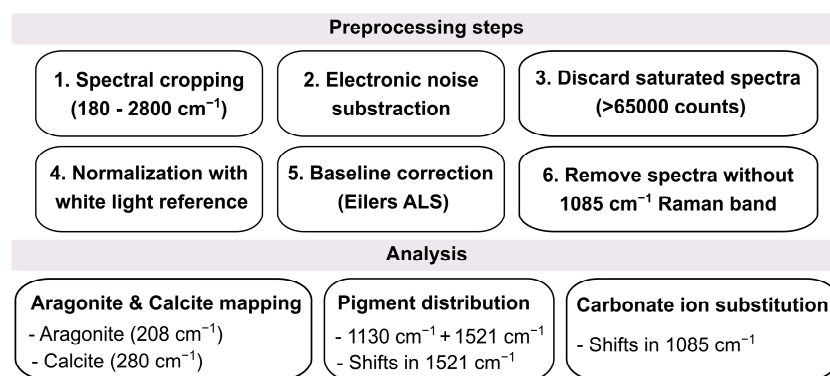 Preprocessing steps
1. Spectral cropping
(180 - 2800 cm⁻¹)
2. Electronic noise
substraction
3. Discard saturated spectra
(>65000 counts)
4. Normalization with
white light reference
5. Baseline correction
(Eilers ALS)
6. Remove spectra without
1085 cm⁻¹ Raman band
Analysis
Aragonite & Calcite mapping
- Aragonite (208 cm⁻¹)
- Calcite (280 cm⁻¹)
Pigment distribution
- 1130 cm⁻¹ + 1521 cm⁻¹
- Shifts in 1521 cm⁻¹
Carbonate ion substitution
- Shifts in 1085 cm⁻¹